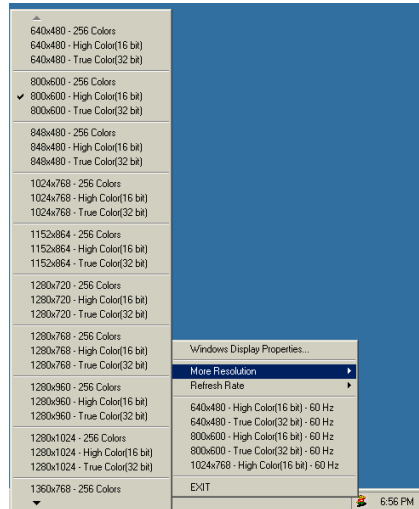 640x480 - 256 Colors
640x480 - High Color(16 bit)
640x480 - True Color(32 bit)
800x600 - 256 Colors
800x600 - High Color(16 bit)
800x600 - True Color(32 bit)
848x480 - 256 Colors
848x480 - High Color(16 bit)
848x480 - True Color(32 bit)
1024x768 - 256 Colors
1024x768 - High Color(16 bit)
1024x768 - True Color(32 bit)
1152x864 - 256 Colors
1152x864 - High Color(16 bit)
1152x864 - True Color(32 bit)
1280x720 - 256 Colors
1280x720 - High Color(16 bit)
1280x720 - True Color(32 bit)
1280x768 - 256 Colors
1280x768 - High Color(16 bit)
1280x768 - True Color(32 bit)
1280x960 - 256 Colors
1280x960 - High Color(16 bit)
1280x960 - True Color(32 bit)
1280x1024 - 256 Colors
1280x1024 - High Color(16 bit)
1280x1024 - True Color(32 bit)
1360x768 - 256 Colors
Windows Display Properties...
More Resolution
Refresh Rate
640x480 - High Color(16 bit) - 60 Hz
640x480 - True Color(32 bit) - 60 Hz
800x600 - High Color(16 bit) - 60 Hz
800x600 - True Color(32 bit) - 60 Hz
1024x768 - High Color(16 bit) - 60 Hz
EXIT
6:56 PM